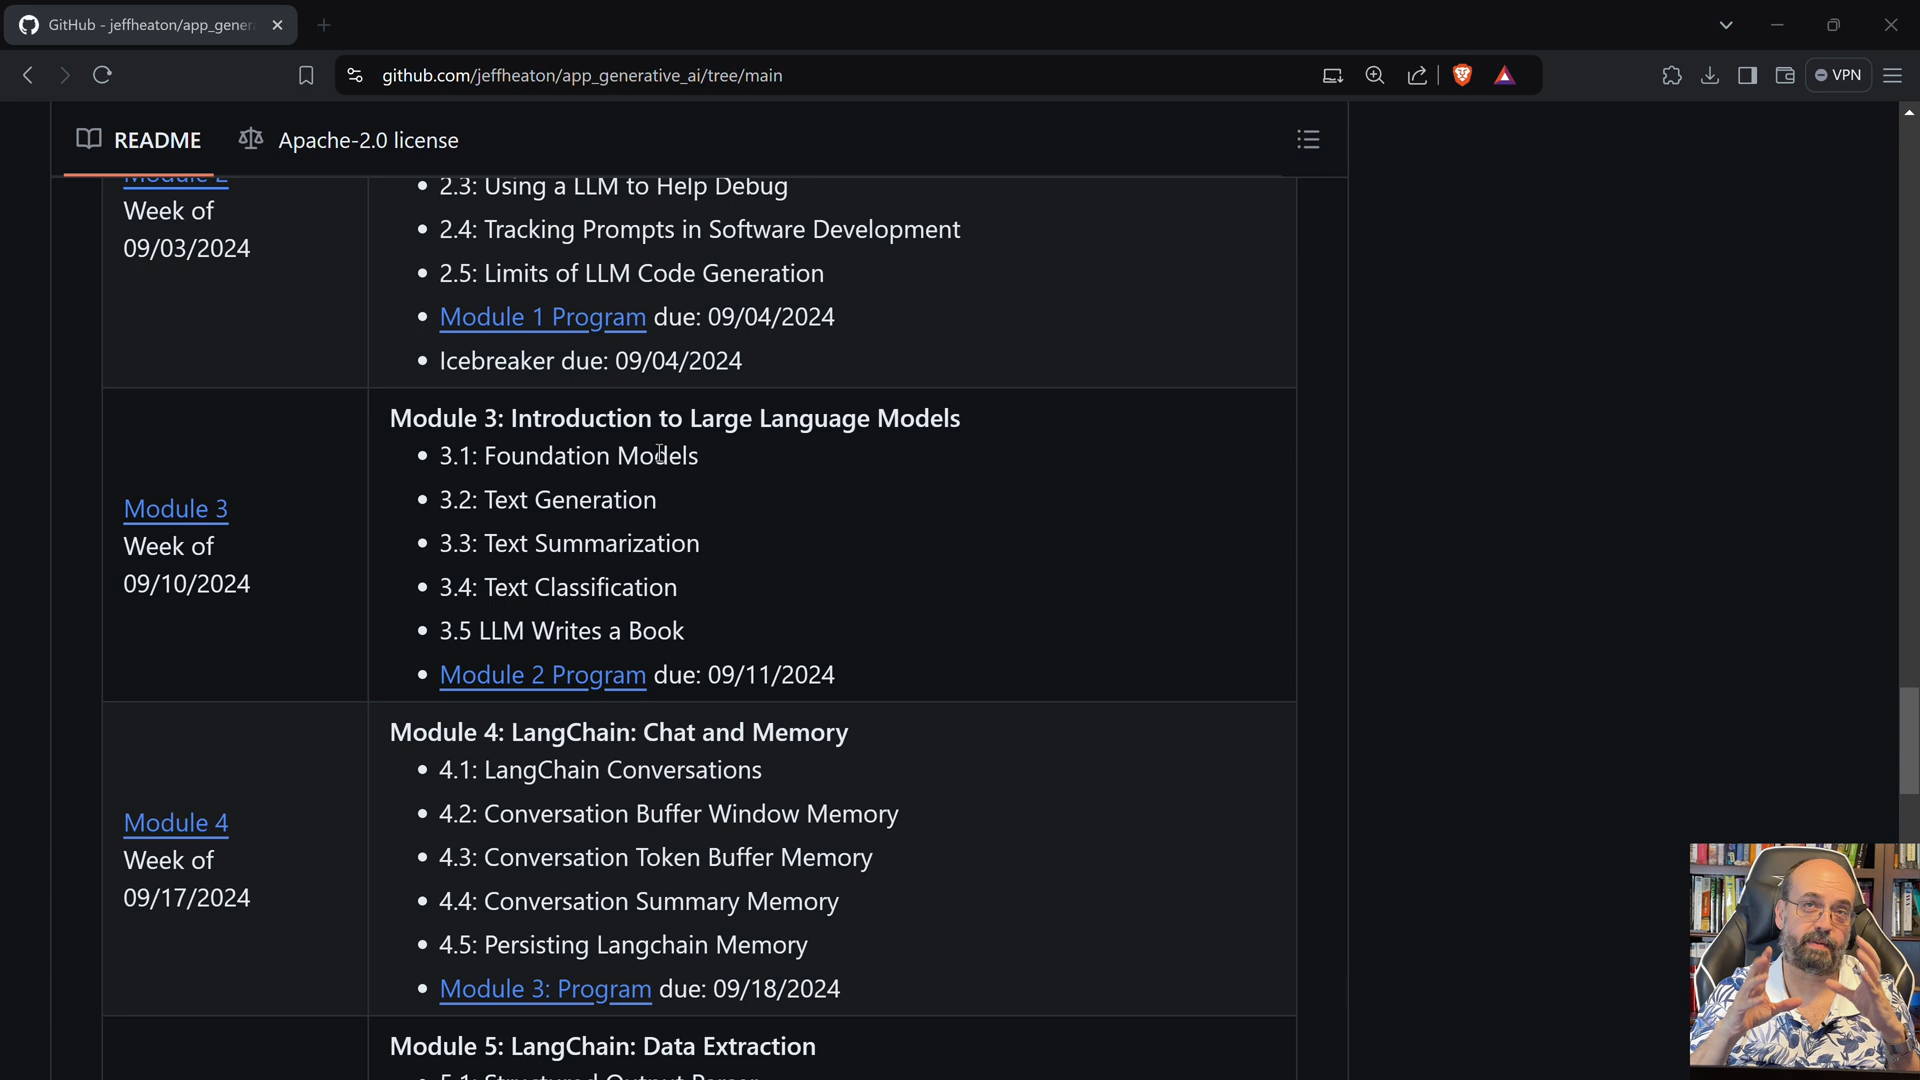 GitHub - jeffheaton/app_gener
github.com/jeffheaton/app_generative_ai/tree/main
VPN
README
Apache-2.0 license
Module 2
Week of
09/03/2024
2.3: Using a LLM to Help Debug
2.4: Tracking Prompts in Software Development
2.5: Limits of LLM Code Generation
Module 1 Program due: 09/04/2024
Icebreaker due: 09/04/2024
Module 3
Week of
09/10/2024
Module 3: Introduction to Large Language Models
3.1: Foundation Models
3.2: Text Generation
3.3: Text Summarization
3.4: Text Classification
3.5 LLM Writes a Book
Module 2 Program due: 09/11/2024
Module 4
Week of
09/17/2024
Module 4: LangChain: Chat and Memory
4.1: LangChain Conversations
4.2: Conversation Buffer Window Memory
4.3: Conversation Token Buffer Memory
4.4: Conversation Summary Memory
4.5: Persisting Langchain Memory
Module 3: Program due: 09/18/2024
Module 5: LangChain: Data Extraction
5.1: Structured Output Parser